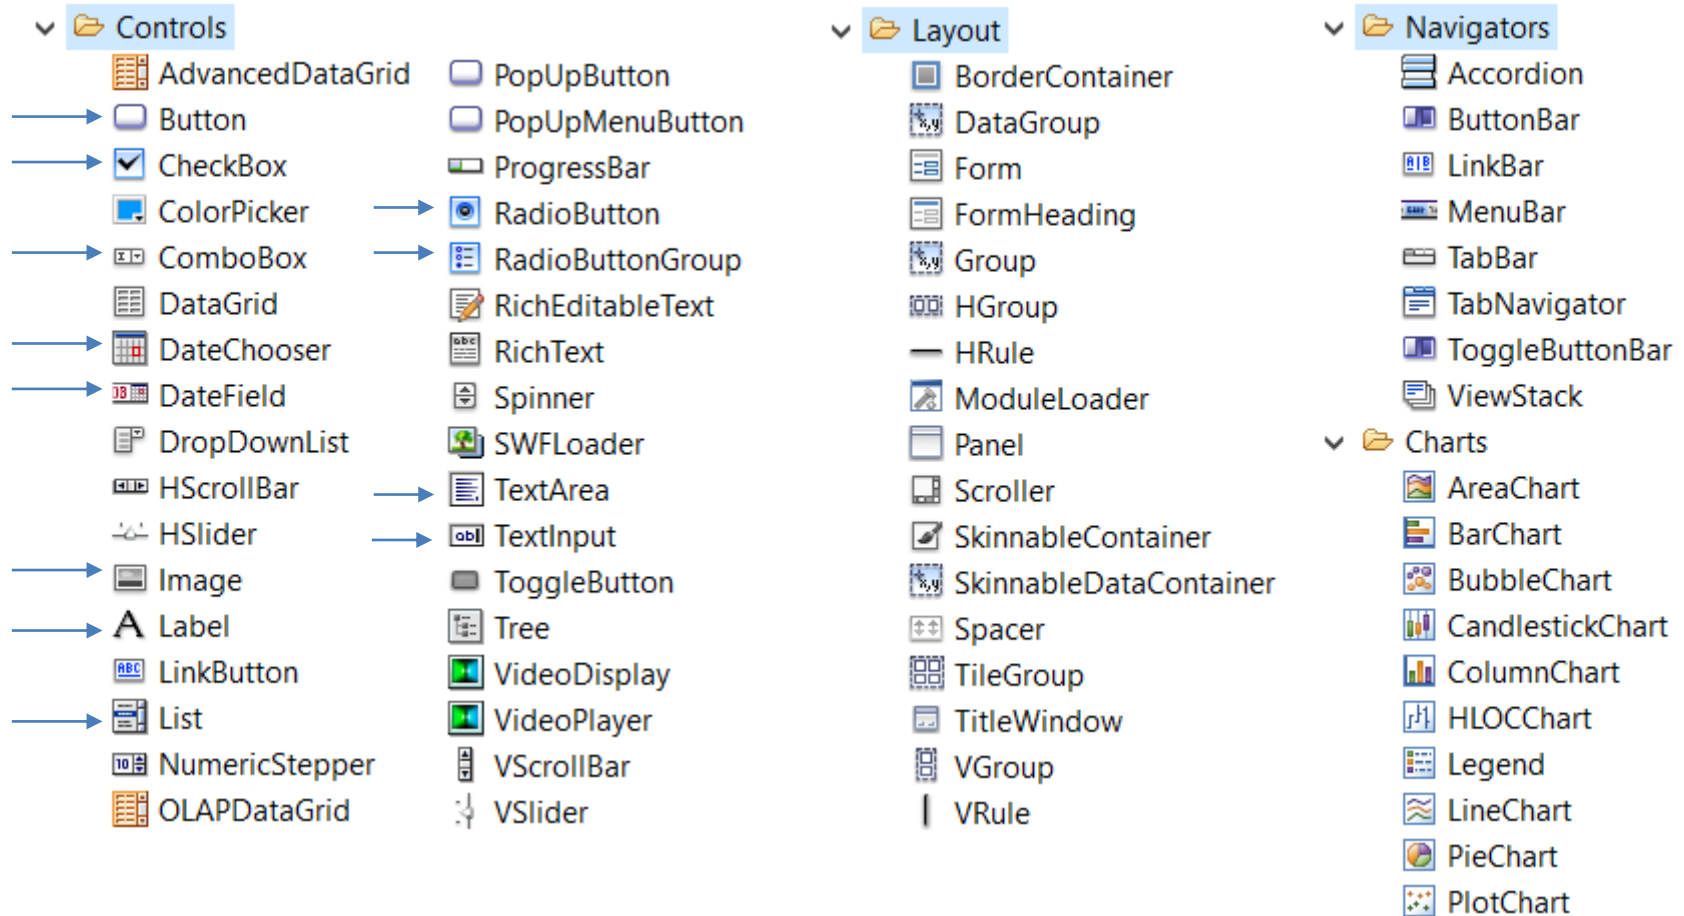 Controls
AdvancedDataGrid
Button
CheckBox
ColorPicker
ComboBox
DataGrid
DateChooser
DateField
DropDownList
HScrollBar
HSlider
Image
Label
LinkButton
List
NumericStepper
OLAPDataGrid
PopUpButton
PopUpMenuButton
ProgressBar
RadioButton
RadioButtonGroup
RichEditableText
RichText
Spinner
SWFLoader
TextArea
TextInput
ToggleButton
Tree
VideoDisplay
VideoPlayer
VScrollBar
VSlider
Layout
BorderContainer
DataGroup
Form
FormHeading
Group
HGroup
HRule
ModuleLoader
Panel
Scroller
SkinnableContainer
SkinnableDataContainer
Spacer
TileGroup
TitleWindow
VGroup
VRule
Navigators
Accordion
ButtonBar
LinkBar
MenuBar
TabBar
TabNavigator
ToggleButtonBar
ViewStack
Charts
AreaChart
BarChart
BubbleChart
CandlestickChart
ColumnChart
HLOCChart
Legend
LineChart
PieChart
PlotChart